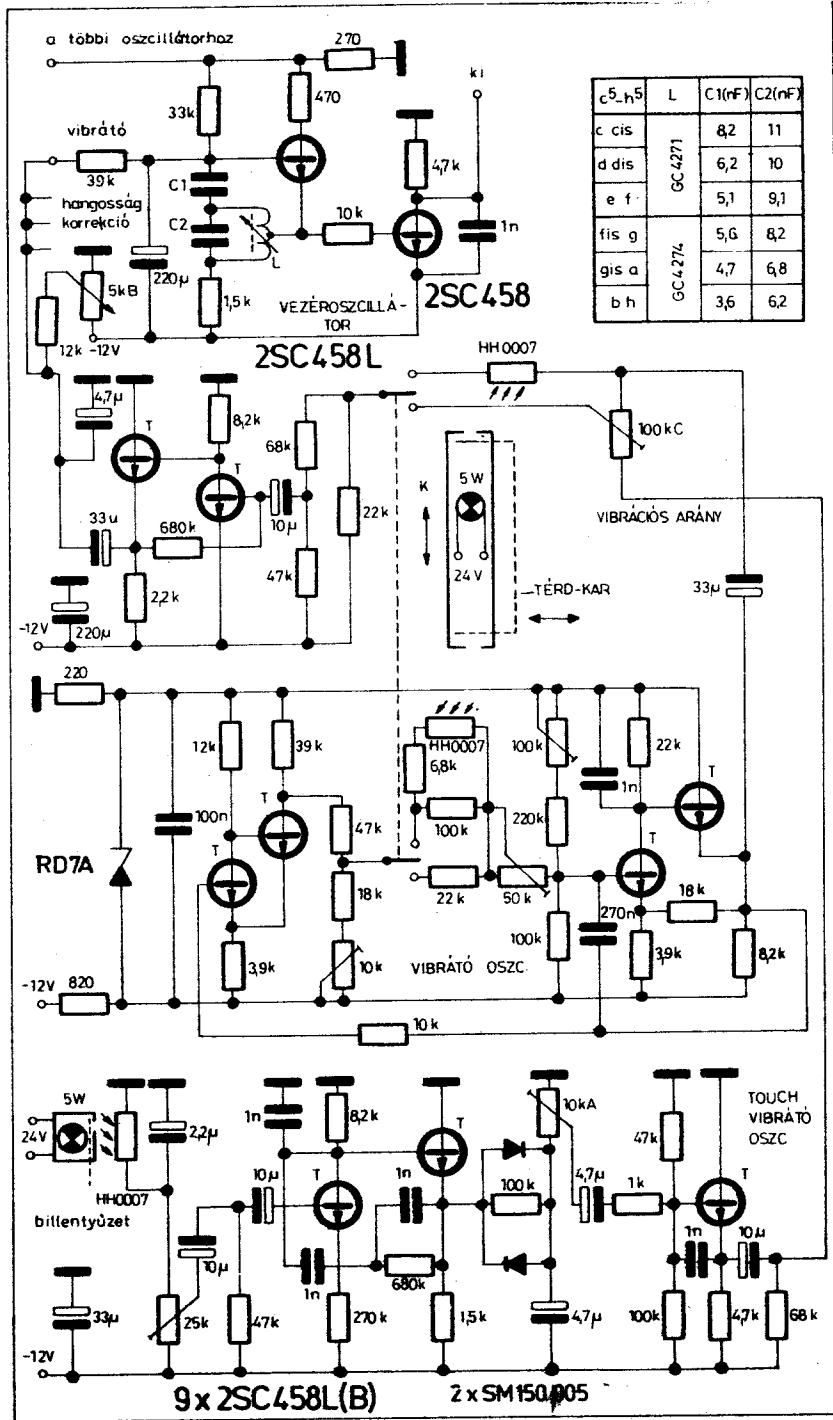 a többi oszcillátorhoz
270
ki
33k
470
vibrátó
39k
4,7k
C1
hangosság
korrekció
C2
10k
1n
L
220µ
5kB
1,5k
VEZÉROSZCILLÁ-
TOR
2SC458
12k
-12V
2SC458L
c5-h5 L C1(nF) C2(nF)
c cis 8,2 11
d dis 6,2 10
e f 5,1 9,1
GC 4271
fis g 5,6 8,2
gis a 4,7 6,8
b h 3,6 6,2
GC 4274
HH0007
4,7µ
T
8,2k
68k
T
100kC
K
5W
22k
33u
680k
10µ
VIBRÁCIÓS ARÁNY
24V
47k
2,2k
TÉRD-KAR
33µ
-12V
220µ
220
12k
39k
HH0007
6,8k
100k
22k
1n
T
100n
T
47k
100k
220k
RD7A
T
18k
22k
50k
270n
18k
100k
3,9k
10k
VIBRÁTÓ OSZC.
3,9k
8,2k
-12V
820
10k
5W
24V
2,2µ
1n
8,2k
T
10kA
TOUCH
VIBRÁTÓ
OSZC
47k
HH0007
10µ
T
1n
100k
4,7µ
1k
T
billentyűzet
10µ
1n
680k
1n
10µ
33µ
25k
47k
270k
1,5k
4,7µ
100k
4,7k
68k
-12V
9x2SC458L(B)
2xSM150/005